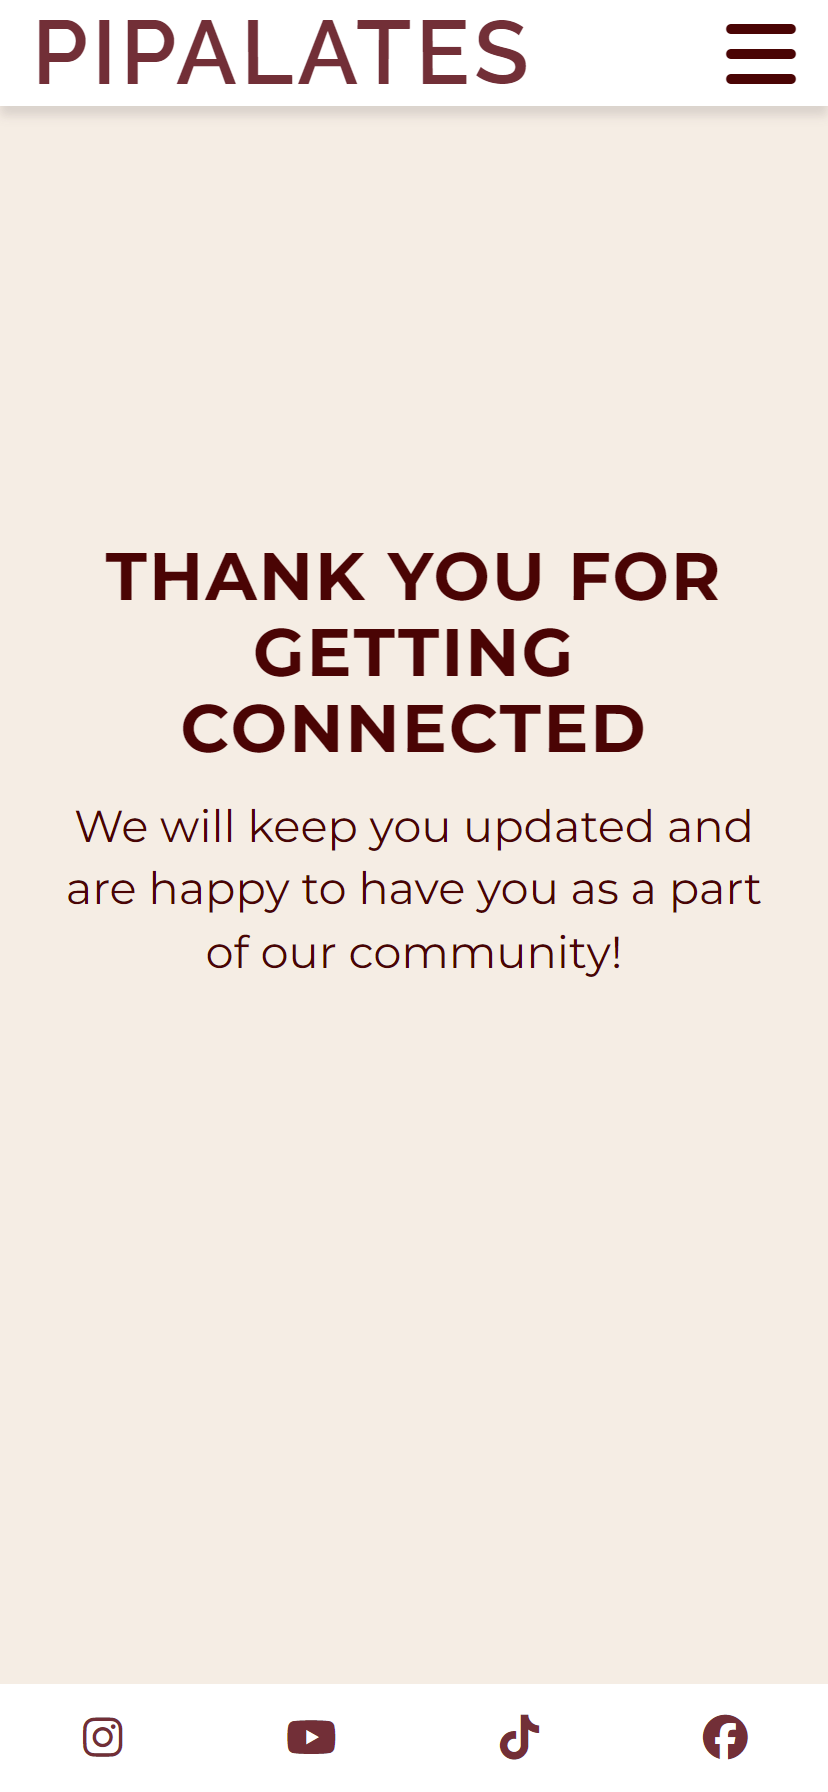 PIPALATES
THANK YOU FOR
GETTING
CONNECTED
We will keep you updated and
are happy to have you as a part
of our community!